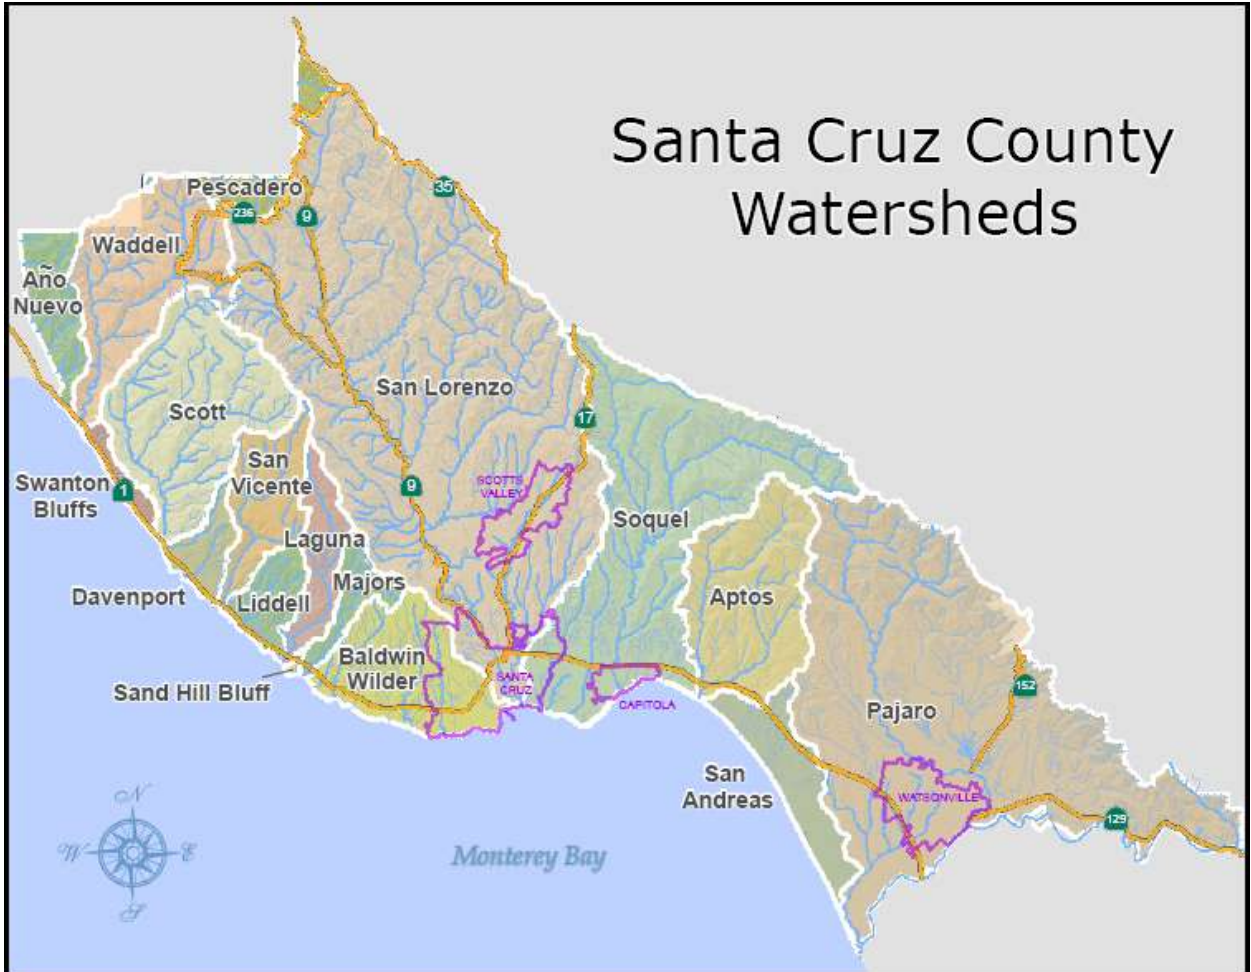 Santa Cruz County
Watersheds
Pescadero
35
236
9
Waddell
Año
Nuevo
San Lorenzo
Scott
17
San
Vicente
SCOTTS
VALLEY
9
Swanton
Bluffs
1
Soquel
Laguna
Majors
Davenport
Liddell
Aptos
Baldwin
Wilder
SANTA
CRUZ
Sand Hill Bluff
CAPITOLA
152
Pajaro
San
Andreas
WATSONVILLE
129
N
W
E
S
Monterey Bay